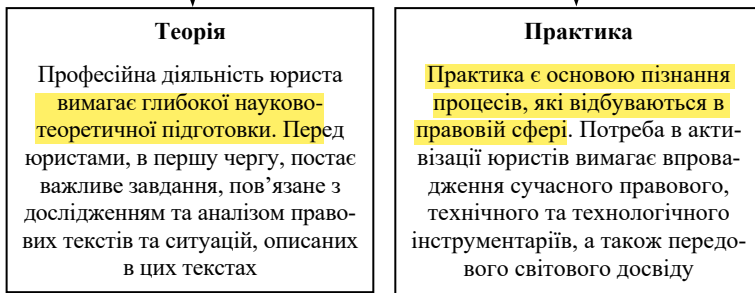 Теорія
Професійна діяльність юриста
вимагає глибокої науково-
теоретичної підготовки. Перед
юристами, в першу чергу, постає
важливе завдання, пов’язане з
дослідженням та аналізом право-
вих текстів та ситуацій, описаних
в цих текстах
Практика
Практика є основою пізнання
процесів, які відбуваються в
правовій сфері. Потреба в акти-
візації юристів вимагає впрова-
дження сучасного правового,
технічного та технологічного
інструментаріїв, а також передо-
вого світового досвіду